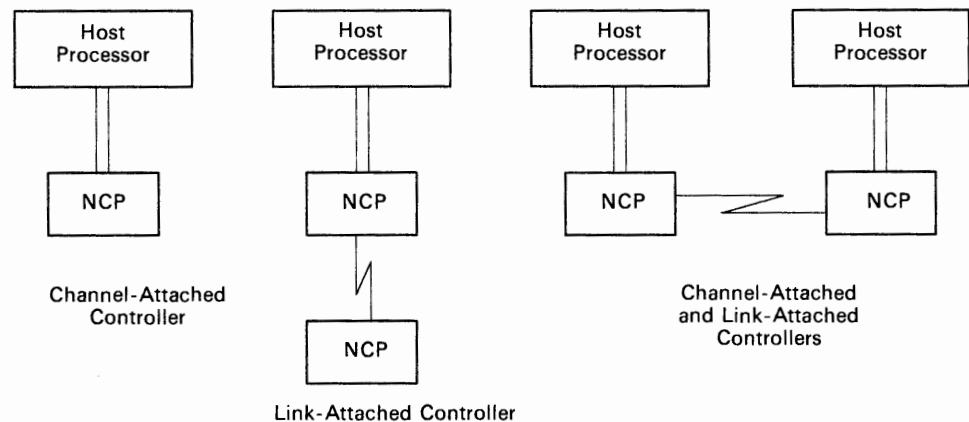 Host
Processor
Host
Processor
Host
Processor
Host
Processor
NCP
NCP
NCP
NCP
Channel-Attached
Controller
NCP
Link-Attached Controller
Channel-Attached
and Link-Attached
Controllers